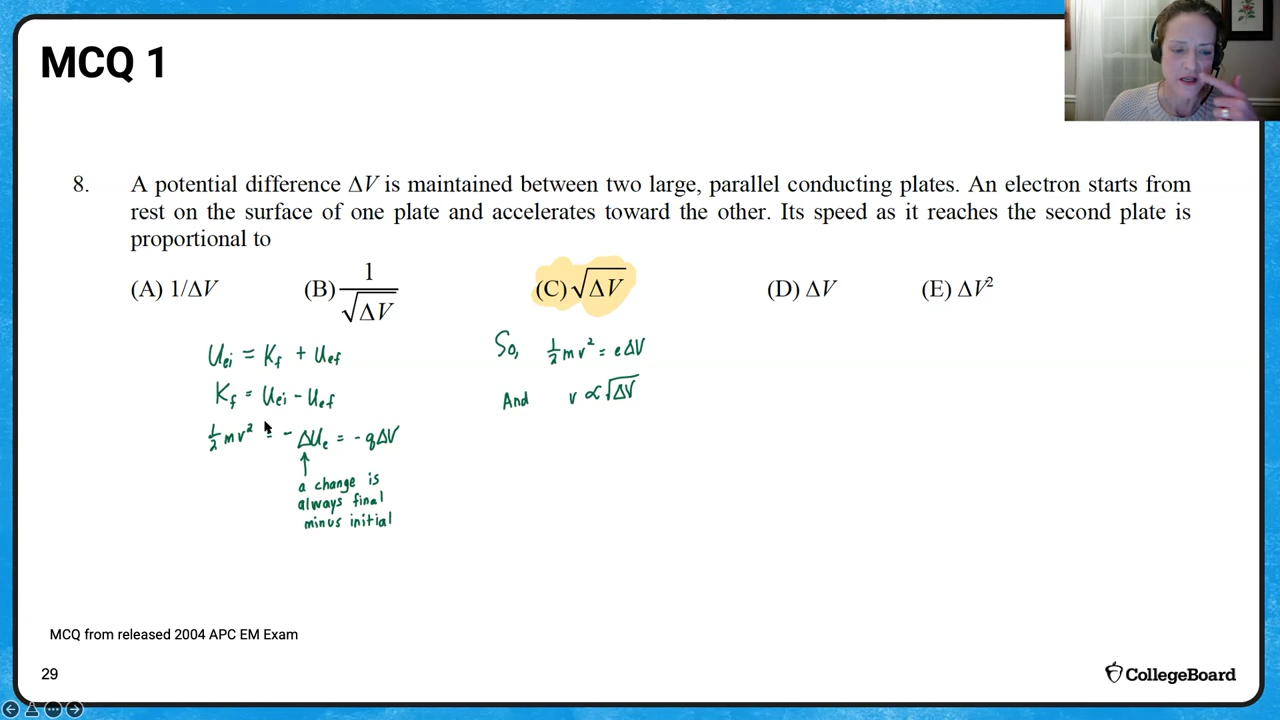 MCQ 1
8. A potential difference ΔV is maintained between two large, parallel conducting plates. An electron starts from
rest on the surface of one plate and accelerates toward the other. Its speed as it reaches the second plate is
proportional to
(A) 1/ΔV (B) 1/√ΔV (C) √ΔV (D) ΔV (E) ΔV²
Uei = Kf + Uef
Kf = Uei - Uef
½mv² = -ΔUe = -qΔV
↑
a change is
always final
minus initial
So, ½mv² = eΔV
And v ∝ √ΔV
MCQ from released 2004 APC EM Exam
29
CollegeBoard